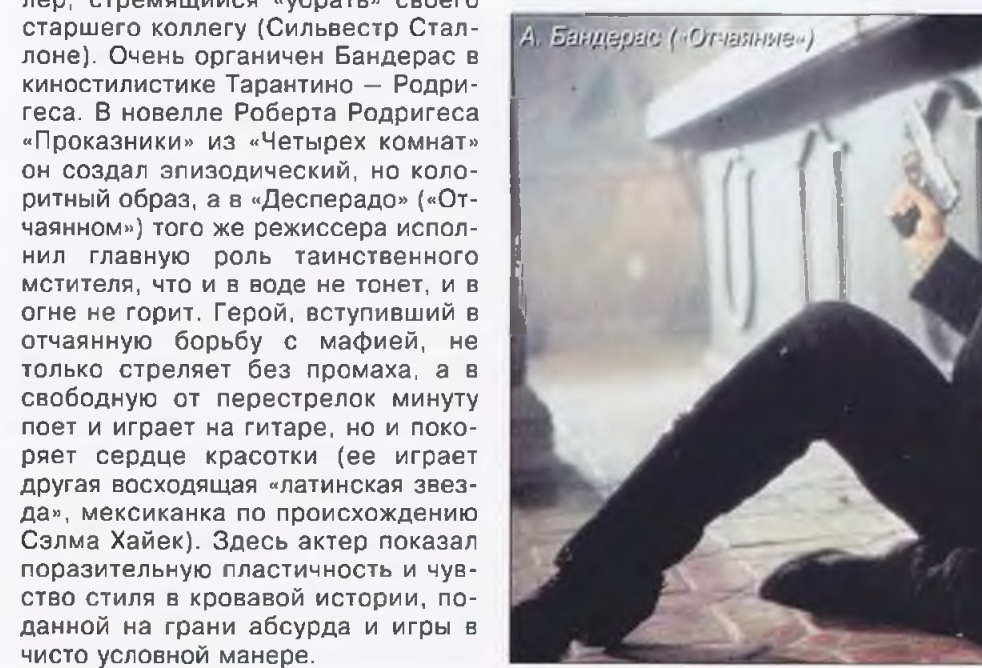 лер, стремящийся «убрать» своего
старшего коллегу (Сильвестр Стал-
лоне). Очень органичен Бандерас в
киностилистике Тарантино — Родри-
геса. В новелле Роберта Родригеса
«Проказники» из «Четырех комнат»
он создал эпизодический, но коло-
ритный образ, а в «Десперадо» («От-
чаянном») того же режиссера испол-
нил главную роль таинственного
мстителя, что и в воде не тонет, и в
огне не горит. Герой, вступивший в
отчаянную борьбу с мафией, не
только стреляет без промаха, а в
свободную от перестрелок минуту
поет и играет на гитаре, но и поко-
ряет сердце красотки (ее играет
другая восходящая «латинская звез-
да», мексиканка по происхождению
Сэлма Хайек). Здесь актер показал
поразительную пластичность и чув-
ство стиля в кровавой истории, по-
данной на грани абсурда и игры в
чисто условной манере.
А. Бандерас («Отчаяние»)